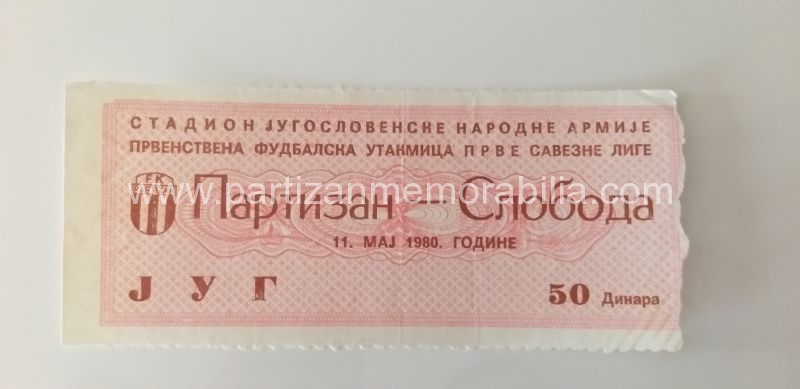 СТАДИОН ЈУГОСЛОВЕНСКЕ НАРОДНЕ АРМИЈЕ
ПРВЕНСТВЕНА ФУДБАЛСКА УТАКМИЦА ПРВЕ САВЕЗНЕ ЛИГЕ
FK
www.partizanmemorabilia.com
Партизан – Слобода
11. МАЈ 1980. ГОДИНЕ
ЈУГ
50 Динара